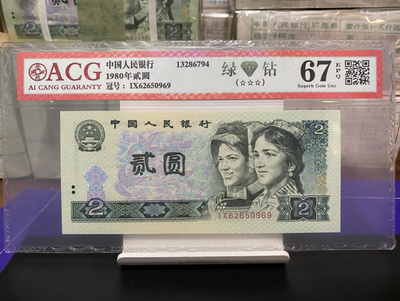 ACG
AI CANG GUARANTY
中国人民银行
1980年贰圆
冠号：IX62650969
13286794
绿 钻
(☆☆☆)
67 EPQ
Superb Gem Unc
中国人民银行
2
贰圆
IX62650969
2
2